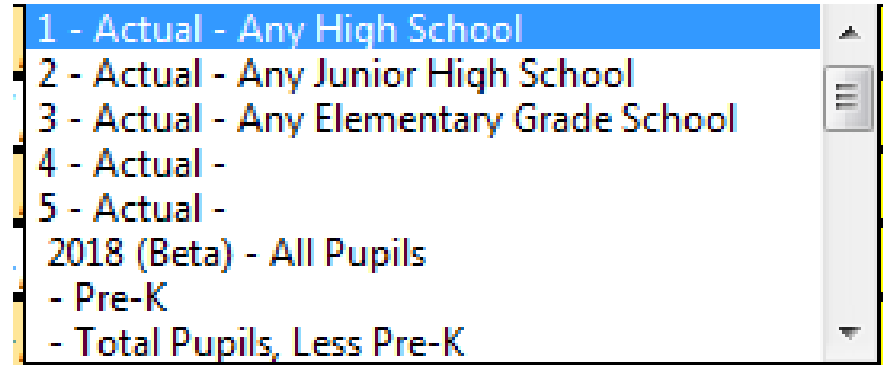 1 - Actual - Any High School
2 - Actual - Any Junior High School
3 - Actual - Any Elementary Grade School
4 - Actual -
5 - Actual -
2018 (Beta) - All Pupils
- Pre-K
- Total Pupils, Less Pre-K